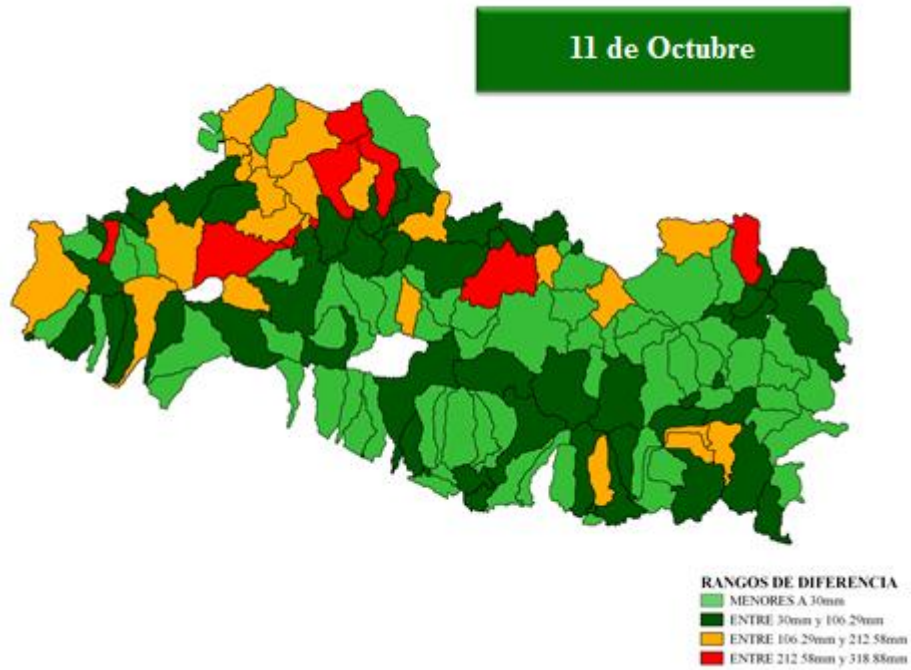 11 de Octubre
RANGOS DE DIFERENCIA
MENORES A 30mm
ENTRE 30mm y 106.29mm
ENTRE 106.29mm y 212.58mm
ENTRE 212.58mm y 318.88mm